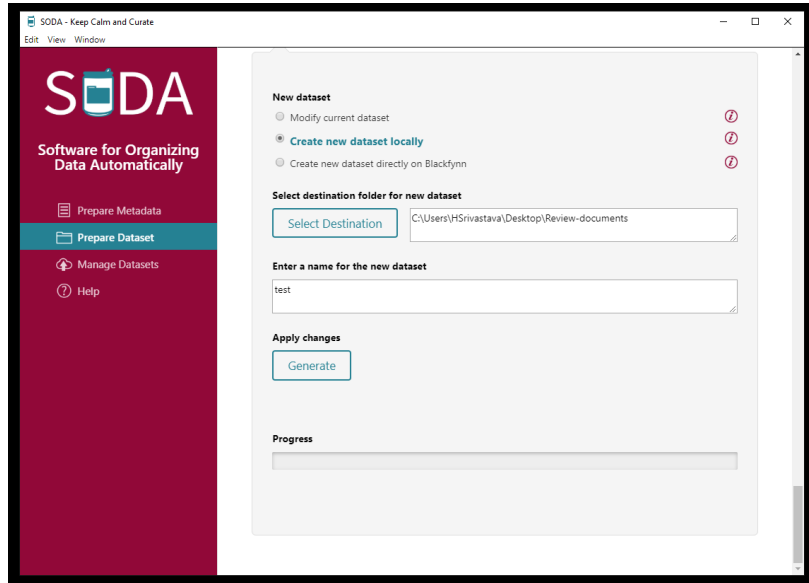 SODA - Keep Calm and Curate
Edit View Window
SODA
Software for Organizing
Data Automatically
Prepare Metadata
Prepare Dataset
Manage Datasets
Help
New dataset
Modify current dataset
Create new dataset locally
Create new dataset directly on Blackfynn
Select destination folder for new dataset
Select Destination
C:\Users\HSrivastava\Desktop\Review-documents
Enter a name for the new dataset
test
Apply changes
Generate
Progress